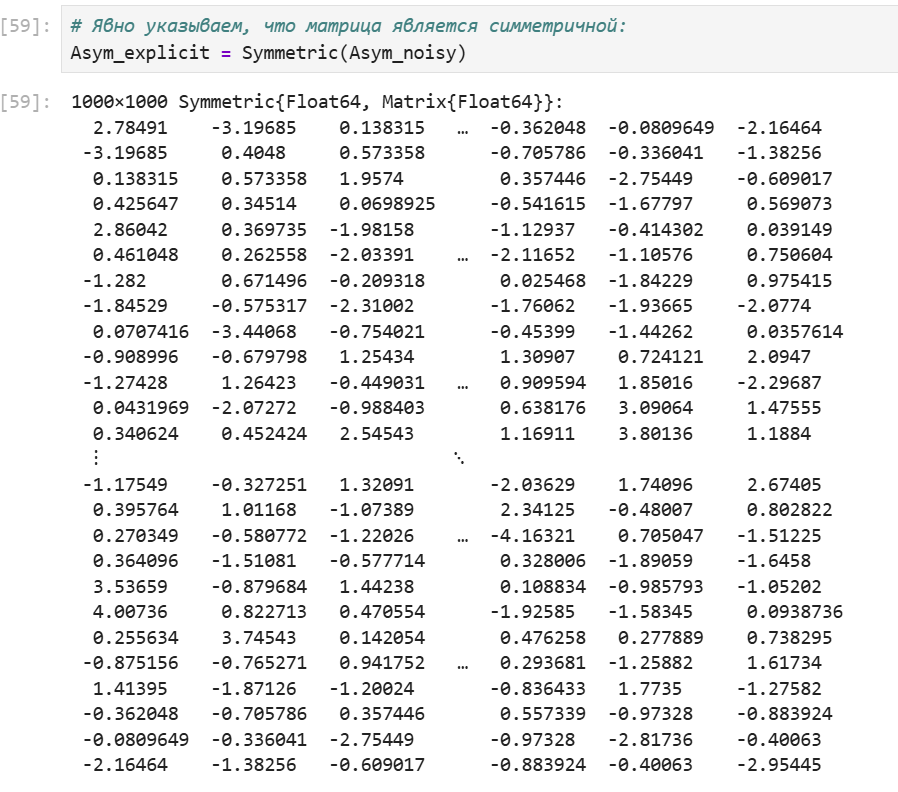 [59]: # Явно указываем, что матрица является симметричной:
Asym_explicit = Symmetric(Asym_noisy)
[59]: 1000×1000 Symmetric{Float64, Matrix{Float64}}:
2.78491 -3.19685 0.138315 … -0.362048 -0.0809649 -2.16464
-3.19685 0.4048 0.573358 -0.705786 -0.336041 -1.38256
0.138315 0.573358 1.9574 0.357446 -2.75449 -0.609017
0.425647 0.34514 0.0698925 -0.541615 -1.67797 0.569073
2.86042 0.369735 -1.98158 -1.12937 -0.414302 0.039149
0.461048 0.262558 -2.03391 … -2.11652 -1.10576 0.750604
-1.282 0.671496 -0.209318 0.025468 -1.84229 0.975415
-1.84529 -0.575317 -2.31002 -1.76062 -1.93665 -2.0774
0.0707416 -3.44068 -0.754021 -0.45399 -1.44262 0.0357614
-0.908996 -0.679798 1.25434 1.30907 0.724121 2.0947
-1.27428 1.26423 -0.449031 … 0.909594 1.85016 -2.29687
0.0431969 -2.07272 -0.988403 0.638176 3.09064 1.47555
0.340624 0.452424 2.54543 1.16911 3.80136 1.1884
⋮ ⋱
-1.17549 -0.327251 1.32091 -2.03629 1.74096 2.67405
0.395764 1.01168 -1.07389 2.34125 -0.48007 0.802822
0.270349 -0.580772 -1.22026 … -4.16321 0.705047 -1.51225
0.364096 -1.51081 -0.577714 0.328006 -1.89059 -1.6458
3.53659 -0.879684 1.44238 0.108834 -0.985793 -1.05202
4.00736 0.822713 0.470554 -1.92585 -1.58345 0.0938736
0.255634 3.74543 0.142054 0.476258 0.277889 0.738295
-0.875156 -0.765271 0.941752 … 0.293681 -1.25882 1.61734
1.41395 -1.87126 -1.20024 -0.836433 1.7735 -1.27582
-0.362048 -0.705786 0.357446 0.557339 -0.97328 -0.883924
-0.0809649 -0.336041 -2.75449 -0.97328 -2.81736 -0.40063
-2.16464 -1.38256 -0.609017 -0.883924 -0.40063 -2.95445